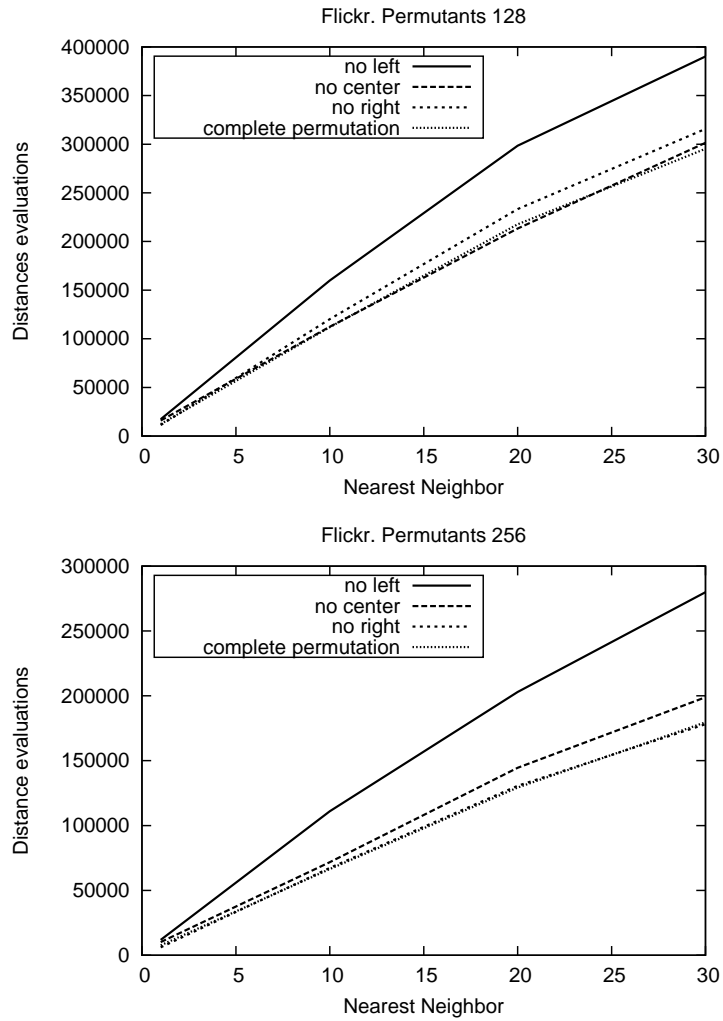 Flickr. Permutants 128
400000
350000
300000
250000
200000
150000
100000
50000
0
no left
no center
no right
complete permutation
Distances evaluations
0 5 10 15 20 25 30
Nearest Neighbor
Flickr. Permutants 256
300000
250000
200000
150000
100000
50000
0
no left
no center
no right
complete permutation
Distance evaluations
0 5 10 15 20 25 30
Nearest Neighbor